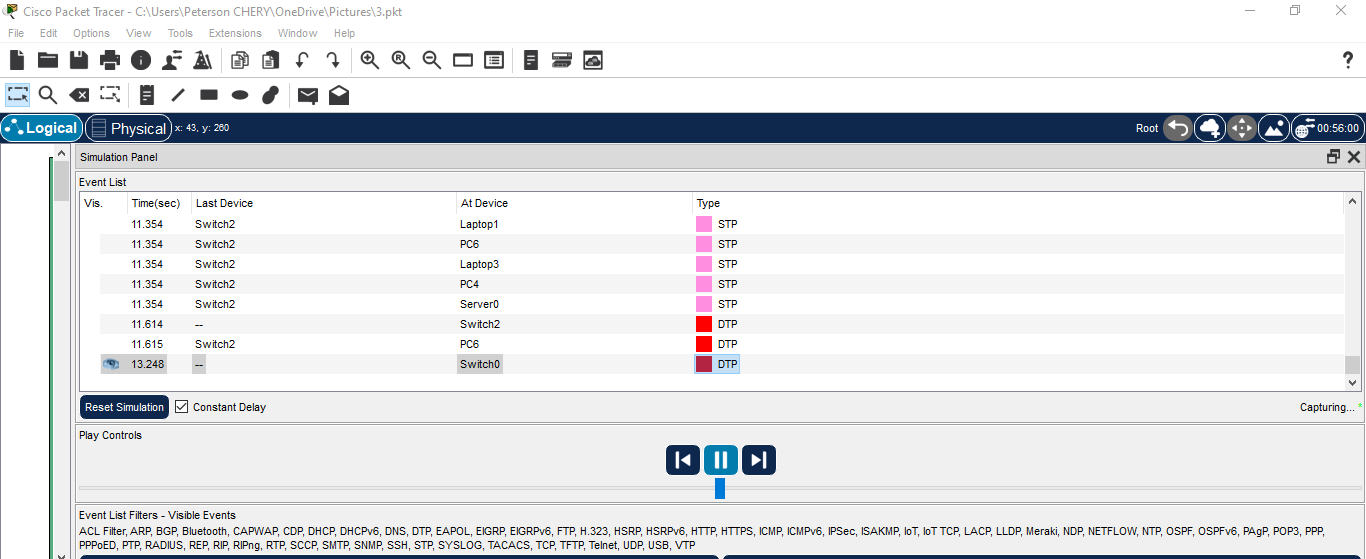 Cisco Packet Tracer - C:\Users\Peterson CHERY\OneDrive\Pictures\3.pkt
File Edit Options View Tools Extensions Window Help
?
Logical Physical x: 43, y: 260 Root 00:56:00
Simulation Panel
Event List
Vis. Time(sec) Last Device At Device Type
11.354 Switch2 Laptop1 STP
11.354 Switch2 PC6 STP
11.354 Switch2 Laptop3 STP
11.354 Switch2 PC4 STP
11.354 Switch2 Server0 STP
11.614 -- Switch2 DTP
11.615 Switch2 PC6 DTP
13.248 -- Switch0 DTP
Reset Simulation Constant Delay Capturing... *
Play Controls
Event List Filters - Visible Events
ACL Filter, ARP, BGP, Bluetooth, CAPWAP, CDP, DHCP, DHCPv6, DNS, DTP, EAPOL, EIGRP, EIGRPv6, FTP, H.323, HSRP, HSRPv6, HTTP, HTTPS, ICMP, ICMPv6, IPSec, ISAKMP, IoT, IoT TCP, LACP, LLDP, Meraki, NDP, NETFLOW, NTP, OSPF, OSPFv6, PAgP, POP3, PPP,
PPPoED, PTP, RADIUS, REP, RIP, RIPng, RTP, SCCP, SMTP, SNMP, SSH, STP, SYSLOG, TACACS, TCP, TFTP, Telnet, UDP, USB, VTP